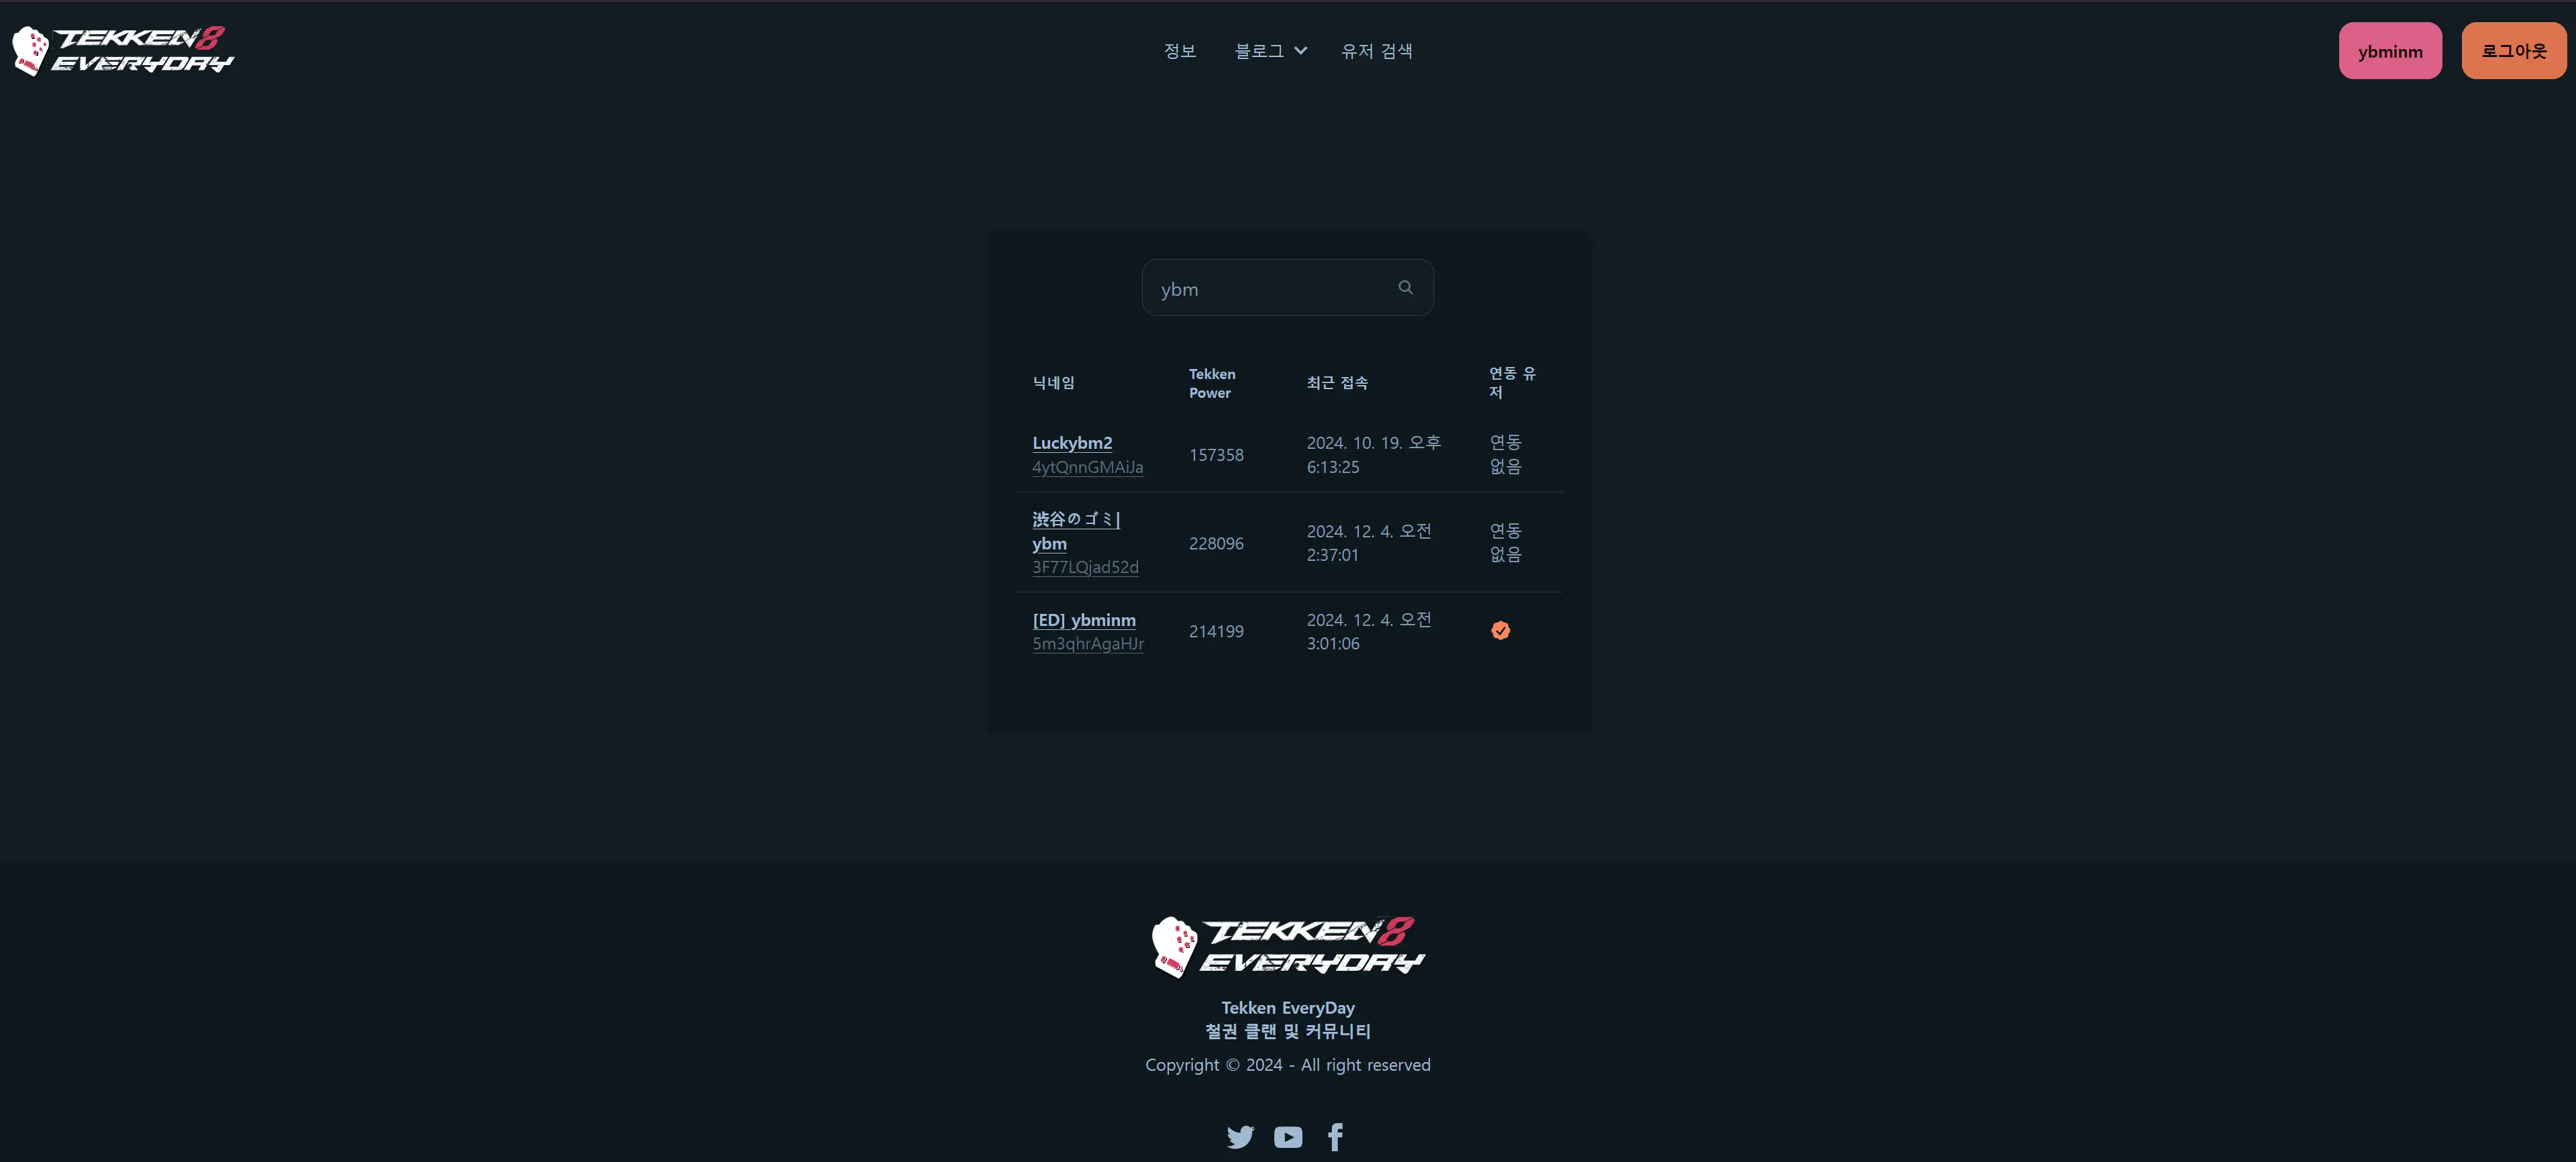 TEKKEN 8
EVERYDAY
정보
블로그
유저 검색
ybminm
로그아웃
ybm
닉네임
Tekken
Power
최근 접속
연동 유
저
Luckybm2
4ytQnnGMAiJa
157358
2024. 10. 19. 오후
6:13:25
연동
없음
渋谷のゴミ|
ybm
3F77LQjad52d
228096
2024. 12. 4. 오전
2:37:01
연동
없음
[ED] ybminm
5m3qhrAgaHJr
214199
2024. 12. 4. 오전
3:01:06
TEKKEN 8
EVERYDAY
Tekken EveryDay
철권 클랜 및 커뮤니티
Copyright © 2024 - All right reserved